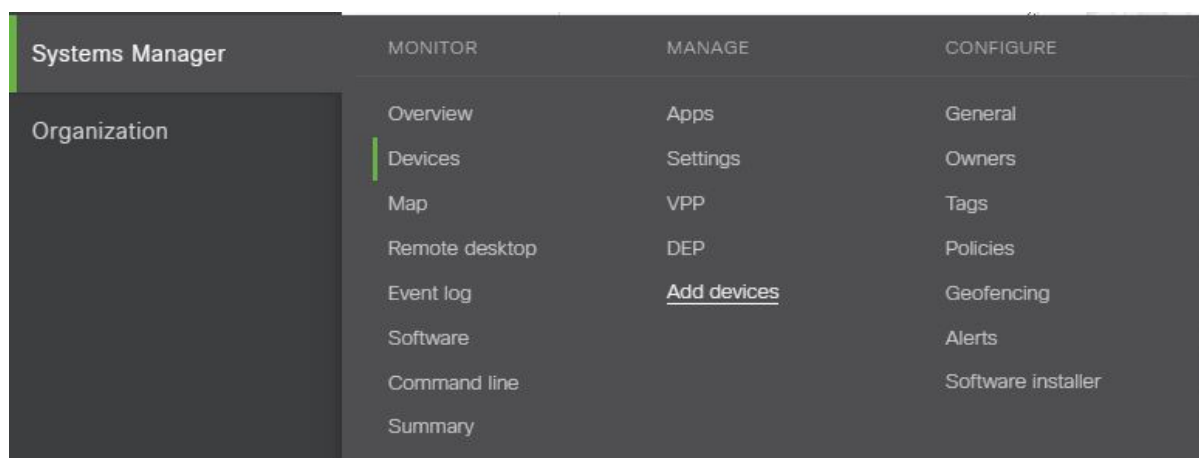 Systems Manager
Organization
MONITOR
Overview
Devices
Map
Remote desktop
Event log
Software
Command line
Summary
MANAGE
Apps
Settings
VPP
DEP
Add devices
CONFIGURE
General
Owners
Tags
Policies
Geofencing
Alerts
Software installer